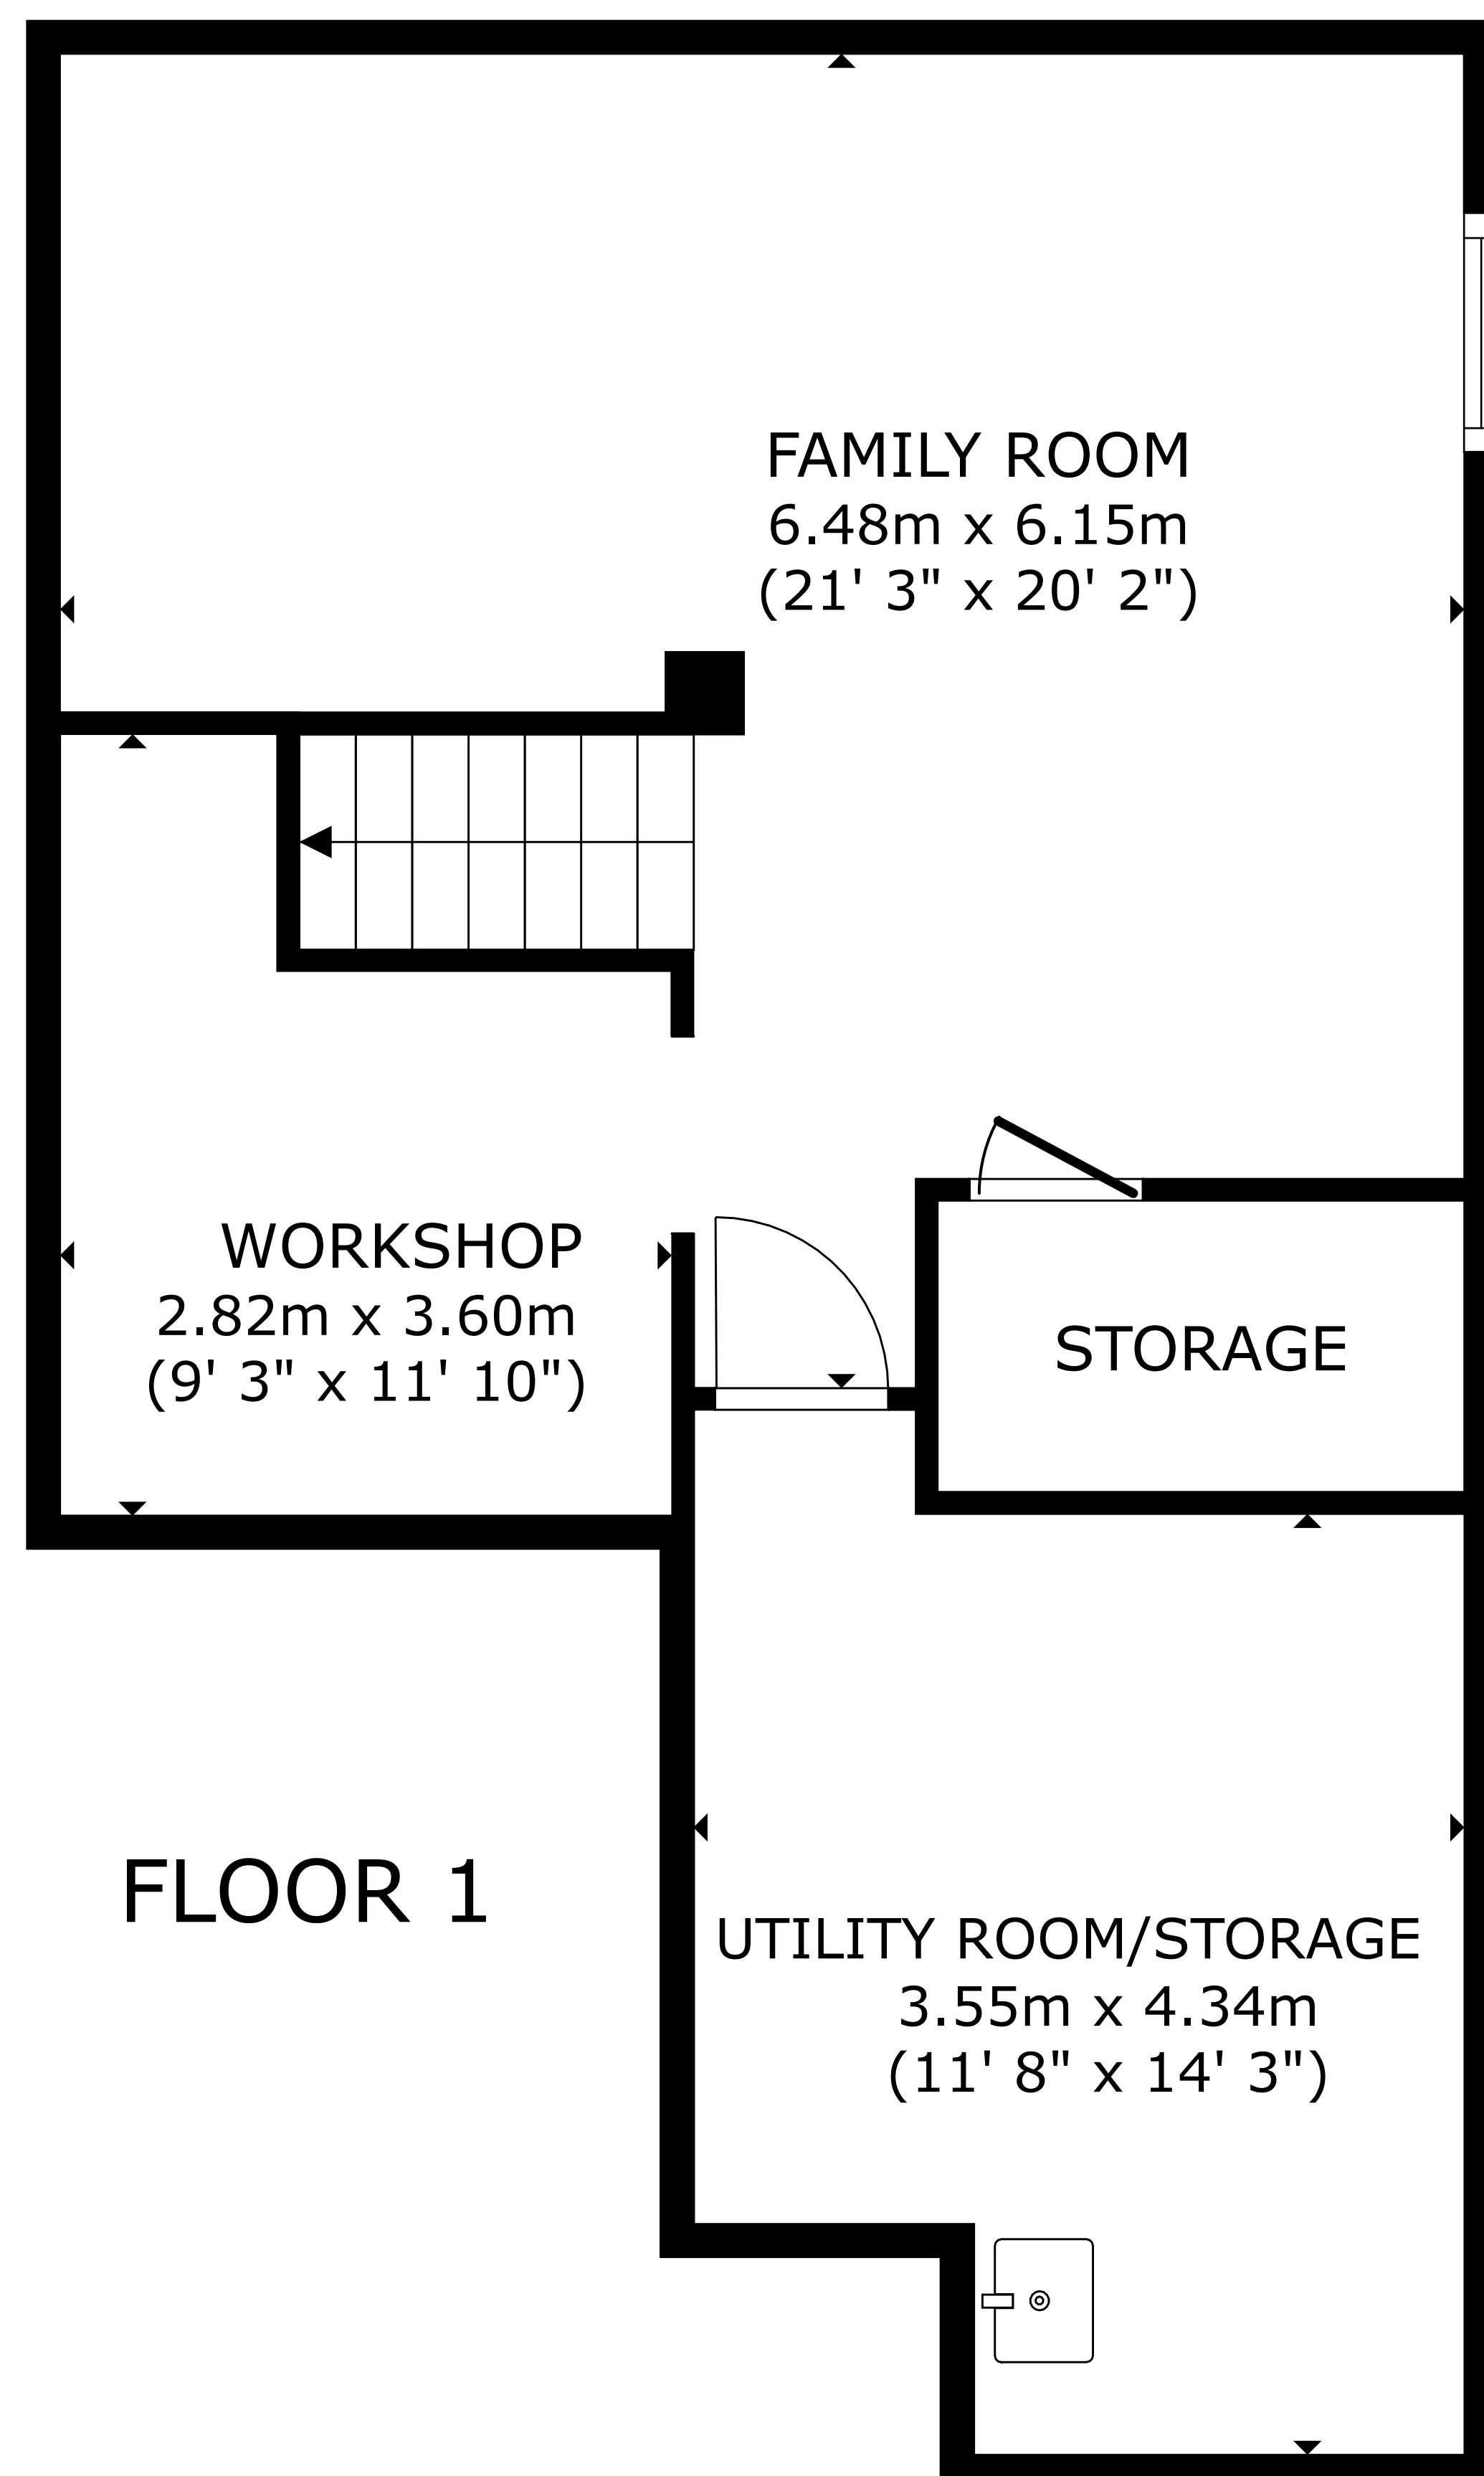 FAMILY ROOM
6.48m x 6.15m
(21' 3" x 20' 2")
WORKSHOP
2.82m x 3.60m
(9' 3" x 11' 10")
STORAGE
FLOOR 1
UTILITY ROOM/STORAGE
3.55m x 4.34m
(11' 8" x 14' 3")